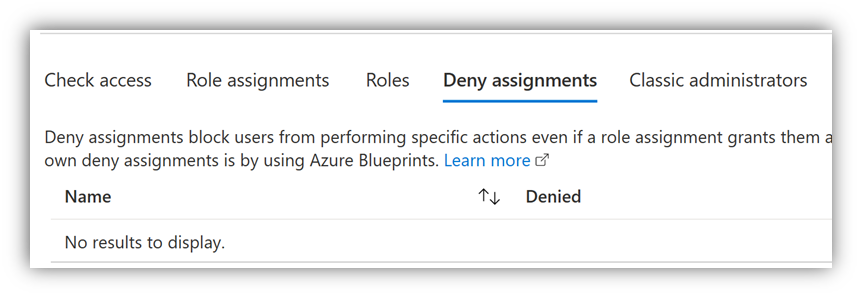 Check access Role assignments Roles Deny assignments Classic administrators
Deny assignments block users from performing specific actions even if a role assignment grants them a
own deny assignments is by using Azure Blueprints. Learn more
Name Denied
No results to display.